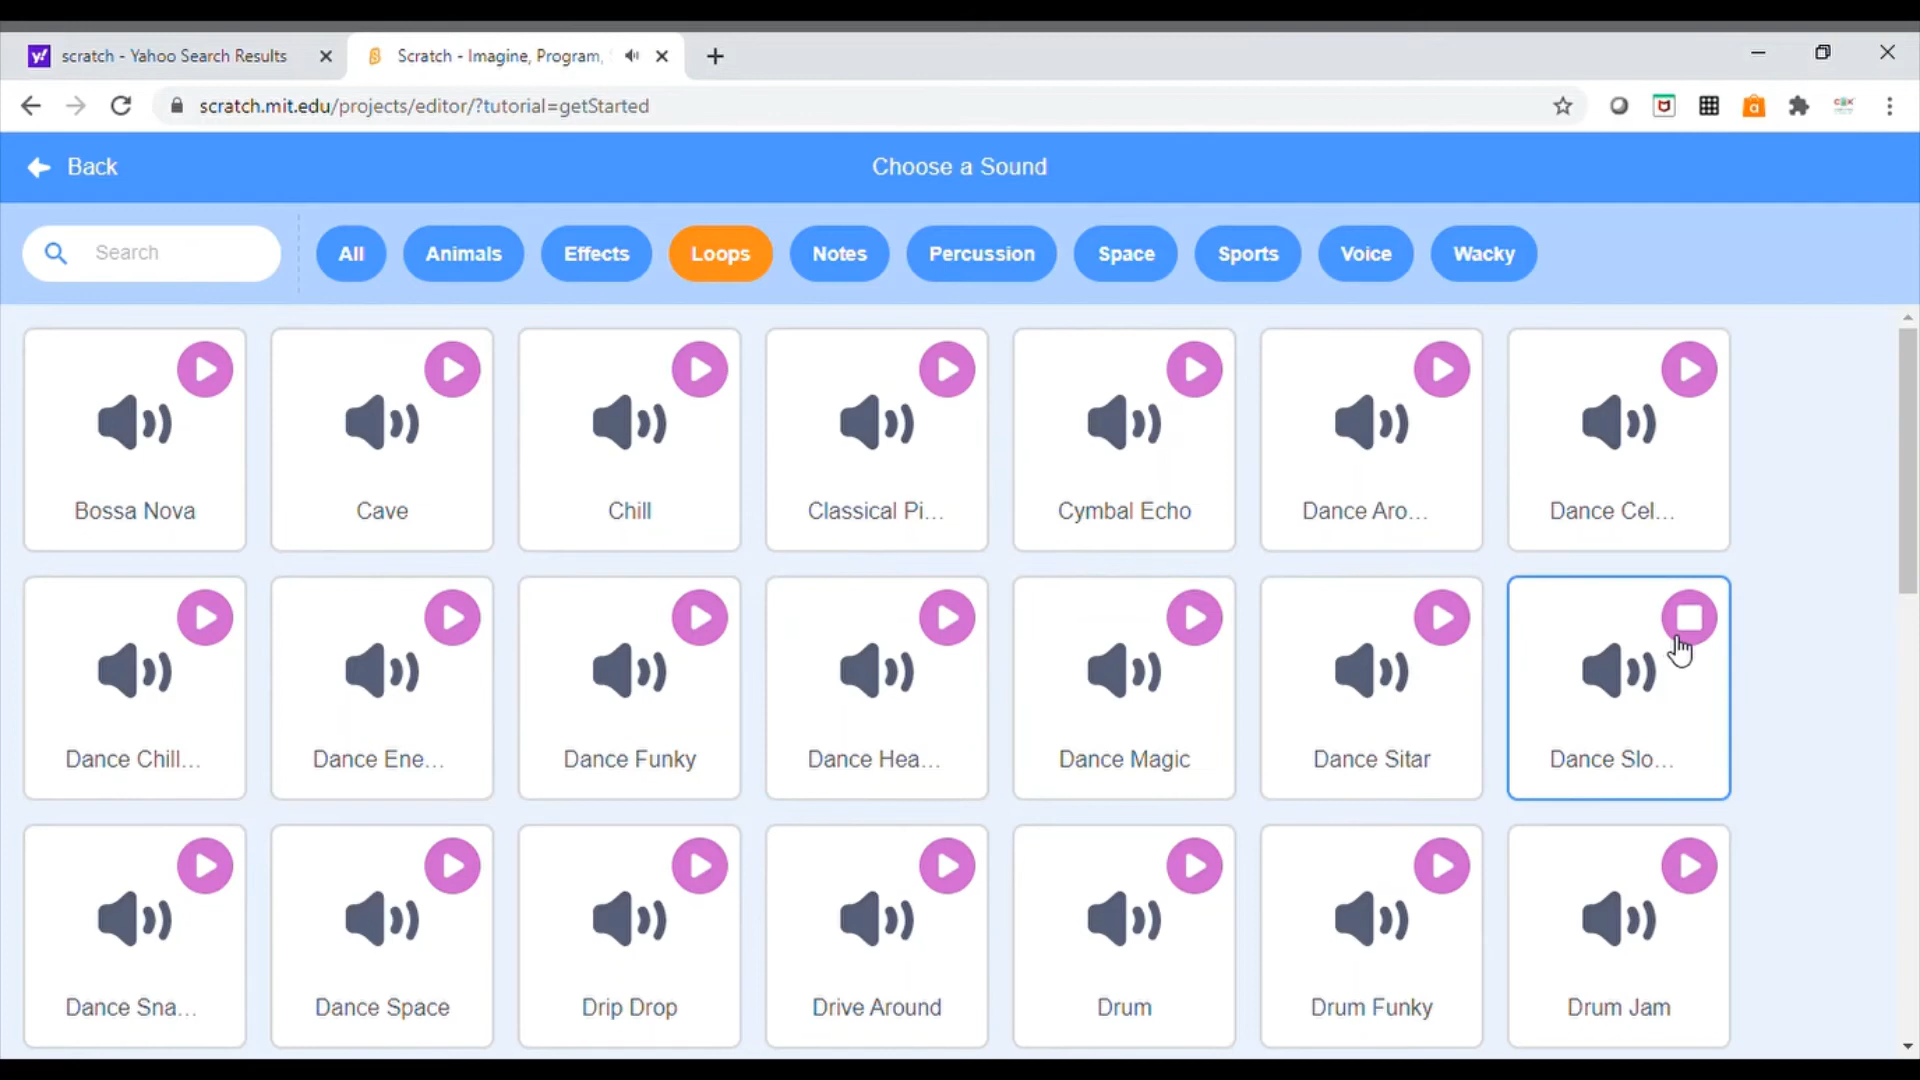 scratch - Yahoo Search Results
Scratch - Imagine, Program,
scratch.mit.edu/projects/editor/?tutorial=getStarted
Back
Choose a Sound
Search
All
Animals
Effects
Loops
Notes
Percussion
Space
Sports
Voice
Wacky
Bossa Nova
Cave
Chill
Classical Pi...
Cymbal Echo
Dance Aro...
Dance Cel...
Dance Chill...
Dance Ene...
Dance Funky
Dance Hea...
Dance Magic
Dance Sitar
Dance Slo...
Dance Sna...
Dance Space
Drip Drop
Drive Around
Drum
Drum Funky
Drum Jam